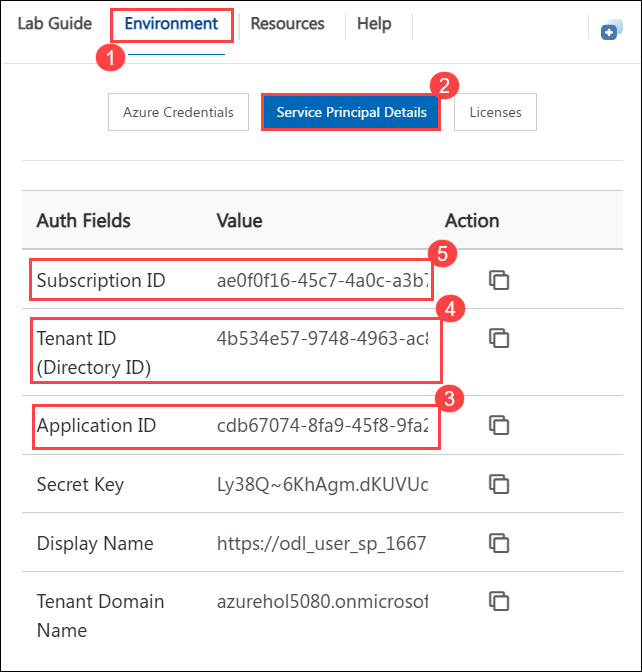 Lab Guide Environment Resources Help
1
2
Azure Credentials Service Principal Details Licenses
Auth Fields Value Action
5
Subscription ID ae0f0f16-45c7-4a0c-a3b7
4
Tenant ID 4b534e57-9748-4963-ac8
(Directory ID)
3
Application ID cdb67074-8fa9-45f8-9fa2
Secret Key Ly38Q~6KhAgm.dKUVUc
Display Name https://odl_user_sp_1667
Tenant Domain azurehol5080.onmicrosof
Name